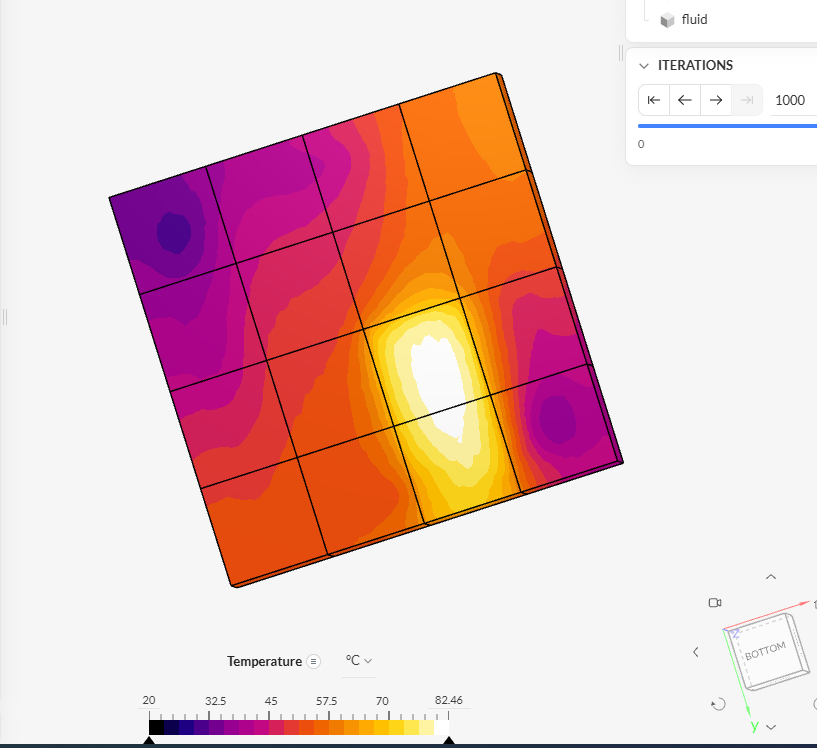 fluid
ITERATIONS
1000
0
Temperature
°C
20 32.5 45 57.5 70 82.46
Z
BOTTOM
y